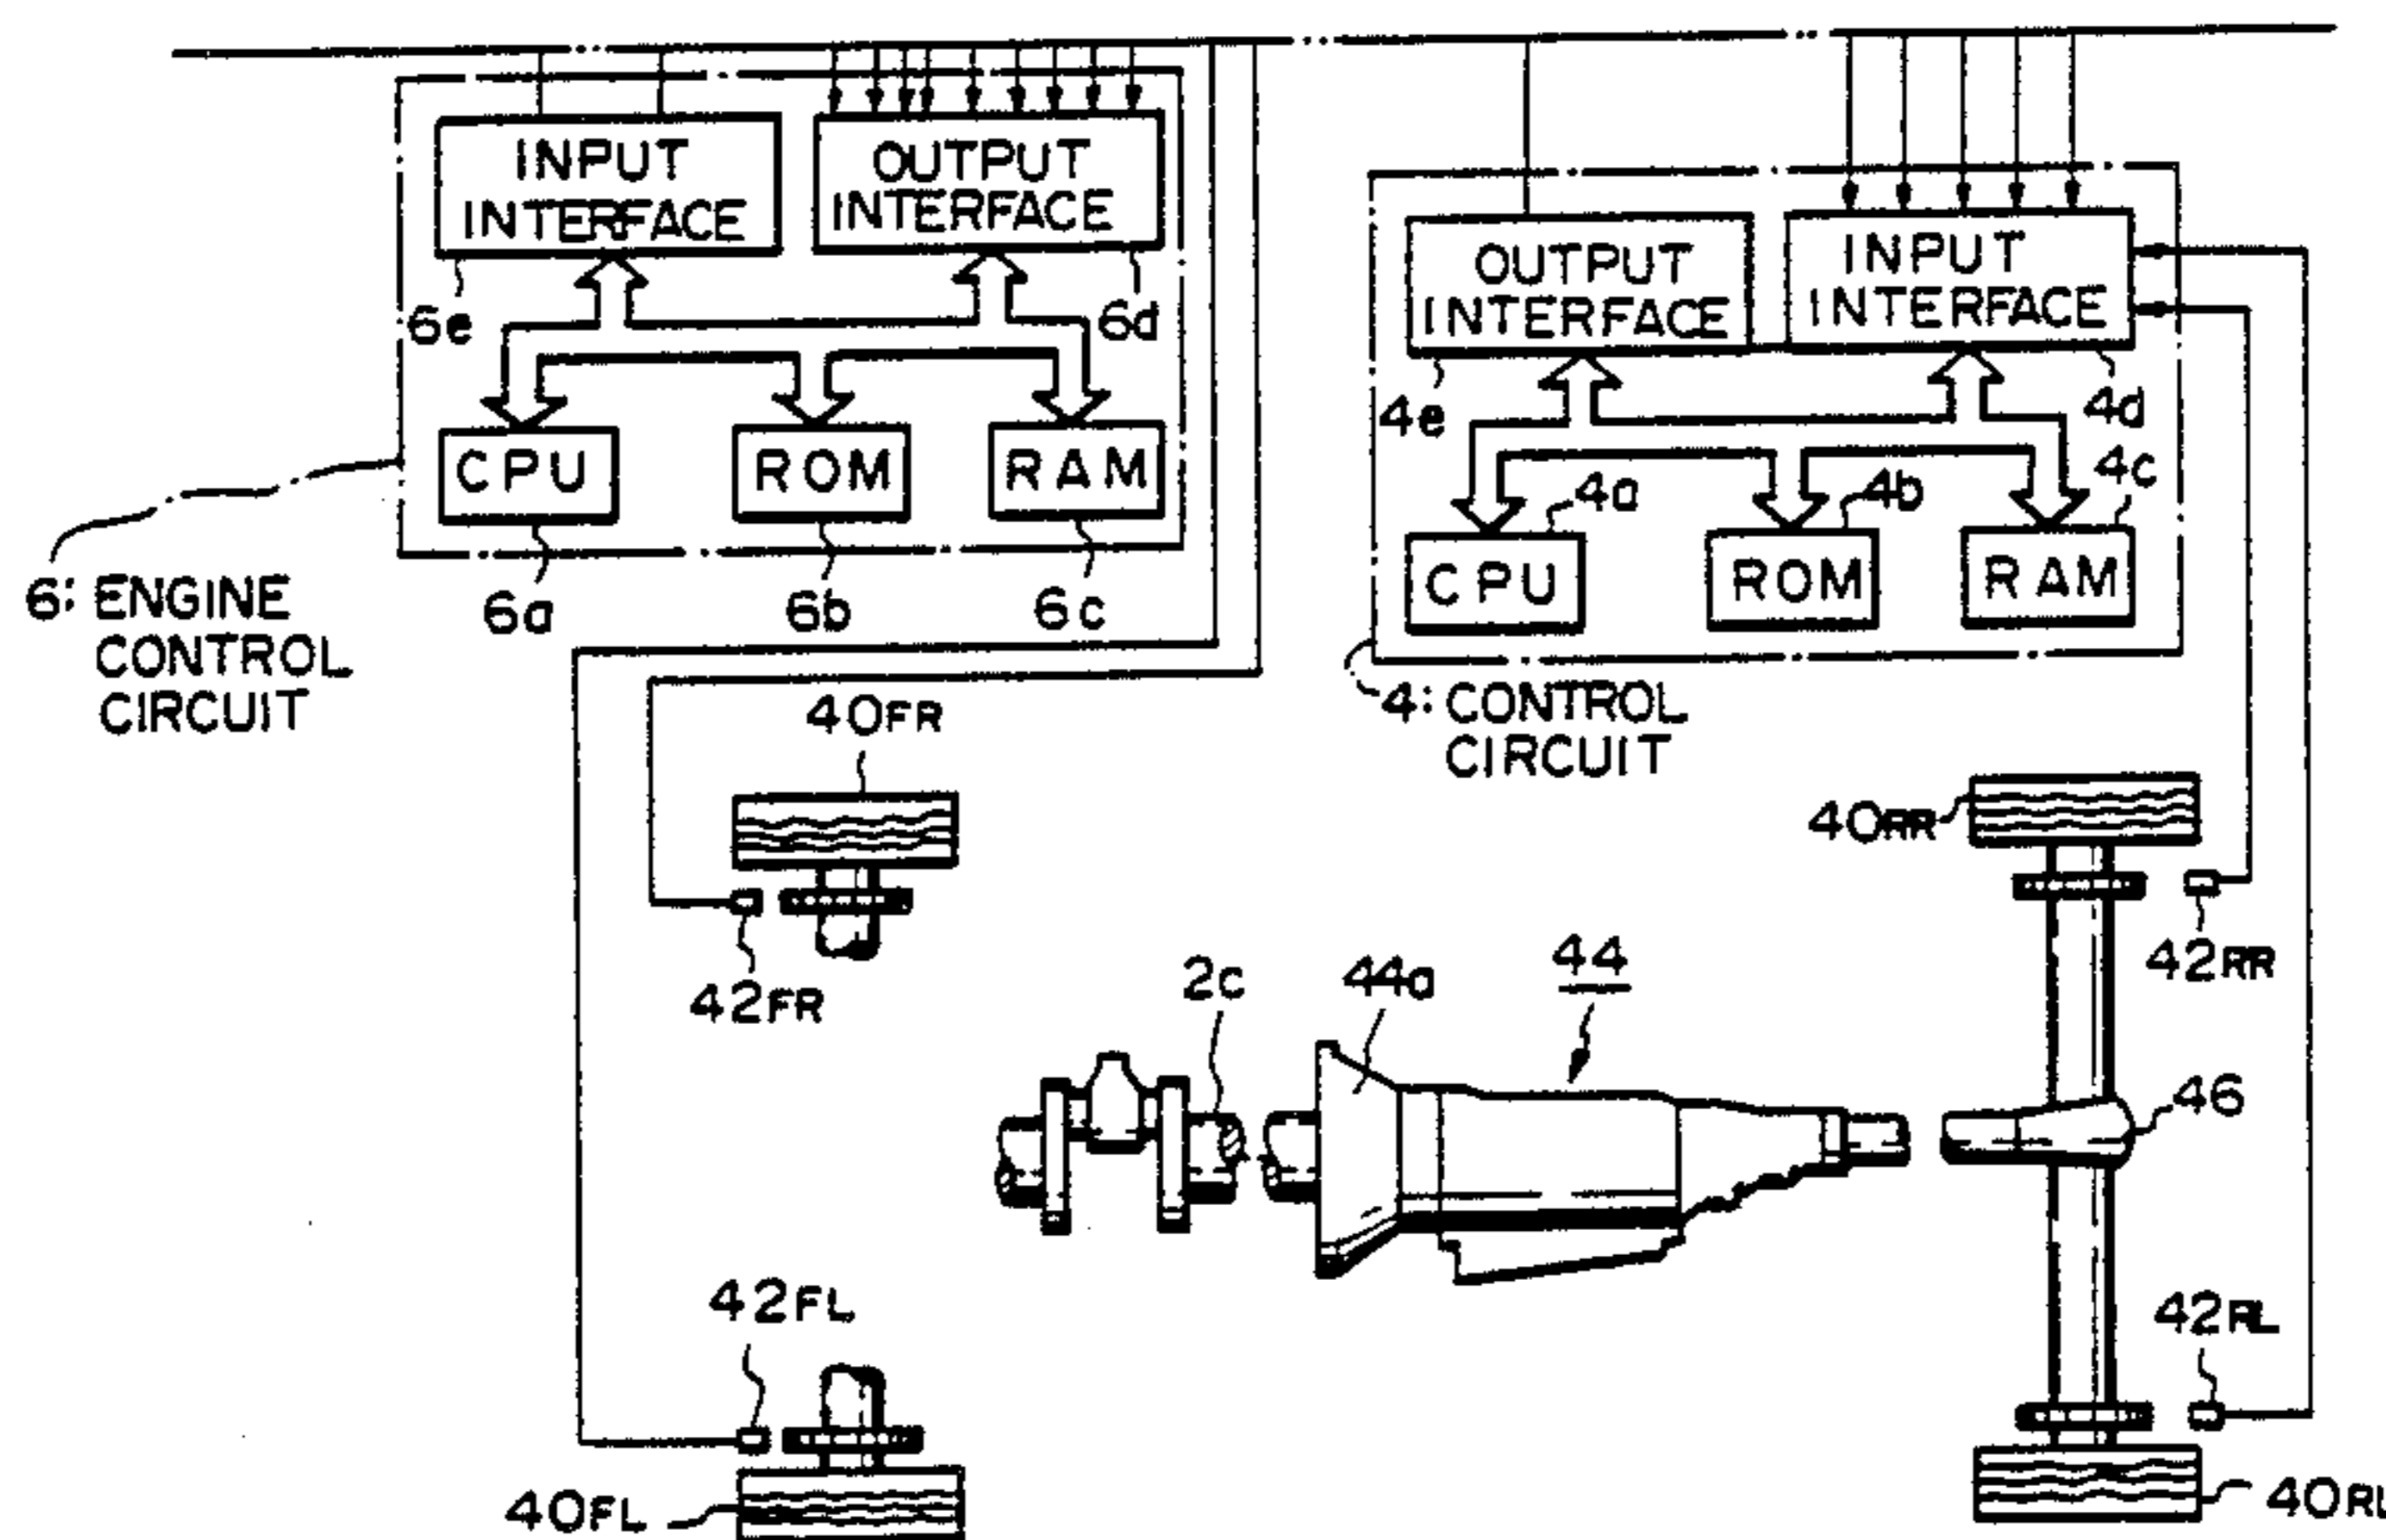 INPUT
INTERFACE
OUTPUT
INTERFACE
6e
6d
CPU
ROM
RAM
6a
6b
6c
6: ENGINE
CONTROL
CIRCUIT
OUTPUT
INTERFACE
INPUT
INTERFACE
4e
4d
4a
4b
4c
CPU
ROM
RAM
4: CONTROL
CIRCUIT
40FR
42FR
40RR
42RR
2c
44a
44
46
42FL
40FL
42RL
40RL